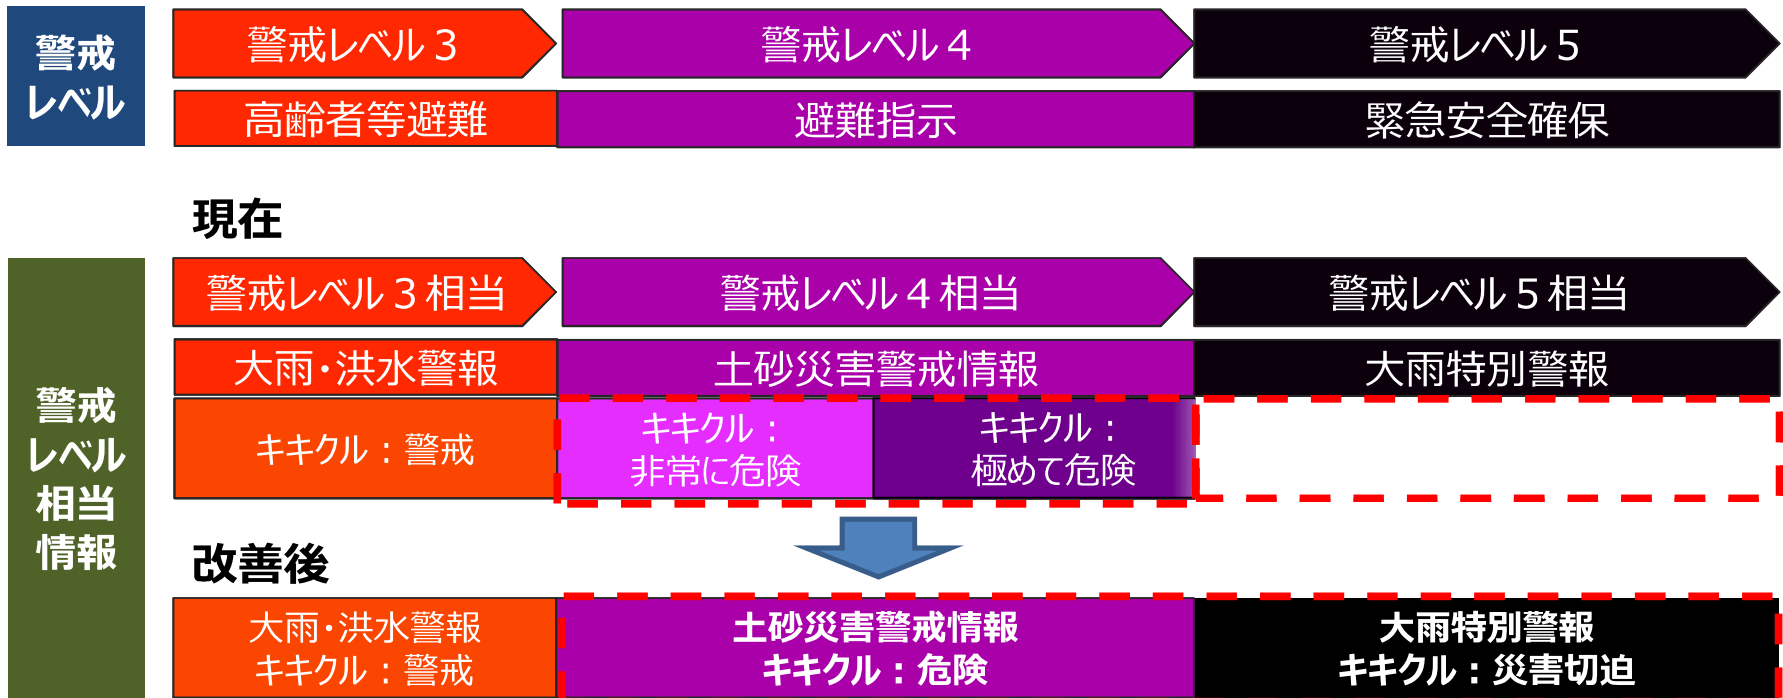 警戒
レベル
警戒レベル３
警戒レベル４
警戒レベル５
高齢者等避難
避難指示
緊急安全確保
現在
警戒
レベル
相当
情報
警戒レベル３相当
警戒レベル４相当
警戒レベル５相当
大雨・洪水警報
土砂災害警戒情報
大雨特別警報
キキクル：警戒
キキクル：
非常に危険
キキクル：
極めて危険
改善後
大雨・洪水警報
キキクル：警戒
土砂災害警戒情報
キキクル：危険
大雨特別警報
キキクル：災害切迫